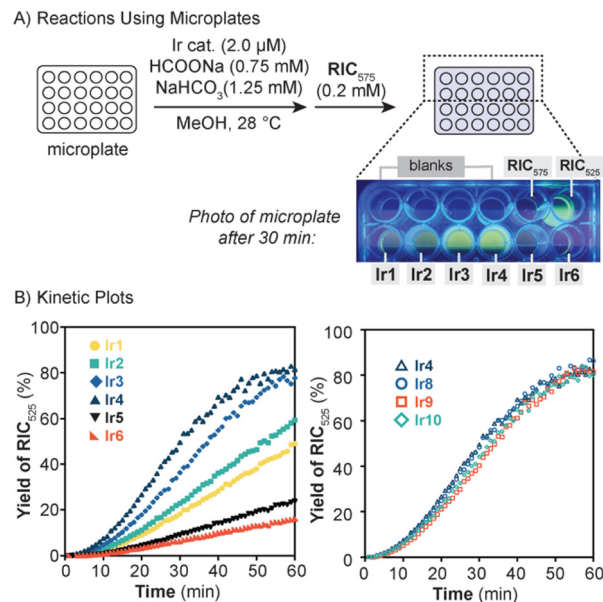 A) Reactions Using Microplates
Ir cat. (2.0 µM)
HCOONa (0.75 mM)
NaHCO3(1.25 mM)
MeOH, 28 °C
RIC575
(0.2 mM)
microplate
blanks
RIC575
RIC525
Photo of microplate
after 30 min:
Ir1 Ir2 Ir3 Ir4 Ir5 Ir6
B) Kinetic Plots
Yield of RIC525 (%)
100
80
60
40
20
0
Ir1
Ir2
Ir3
Ir4
Ir5
Ir6
0 10 20 30 40 50 60
Time (min)
Yield of RIC525 (%)
100
80
60
40
20
0
Ir4
Ir8
Ir9
Ir10
0 10 20 30 40 50 60
Time (min)